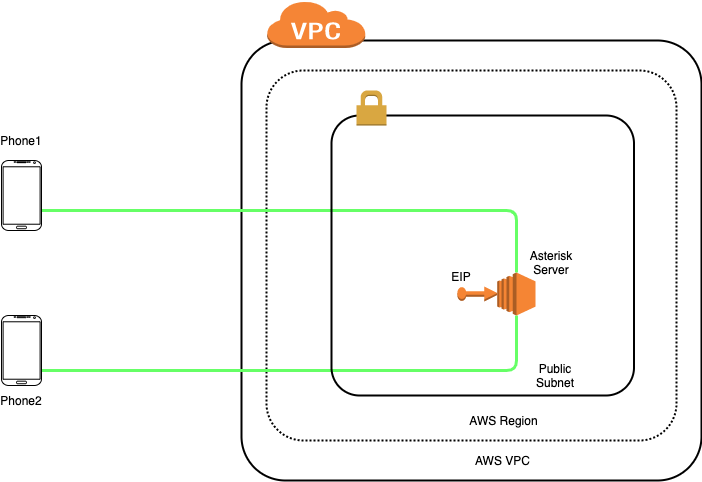 VPC
Phone1
Asterisk
Server
EIP
Public
Subnet
Phone2
AWS Region
AWS VPC